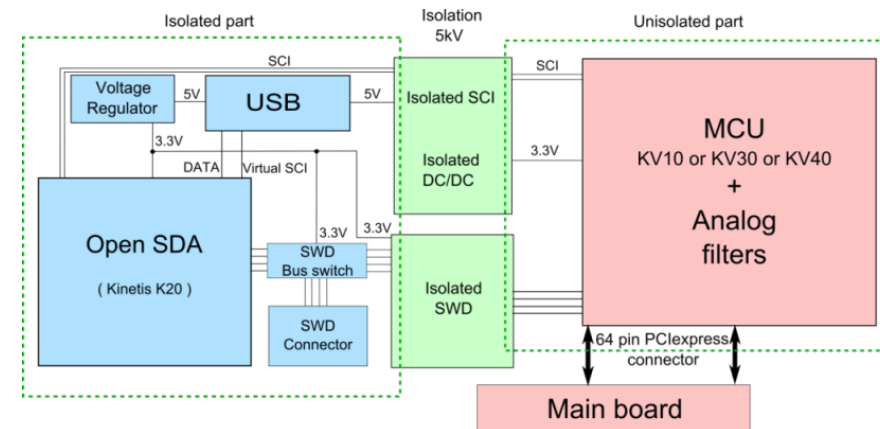 Isolated part
Isolation
5kV
Unisolated part
SCI
Voltage
Regulator
5V
USB
5V
Isolated SCI
SCI
3.3V
DATA
Virtual SCI
Isolated
DC/DC
3.3V
MCU
KV10 or KV30 or KV40
+
Analog
filters
Open SDA
( Kinetis K20 )
3.3V
3.3V
SWD
Bus switch
SWD
Connector
Isolated
SWD
64 pin PCIexpress
connector
Main board